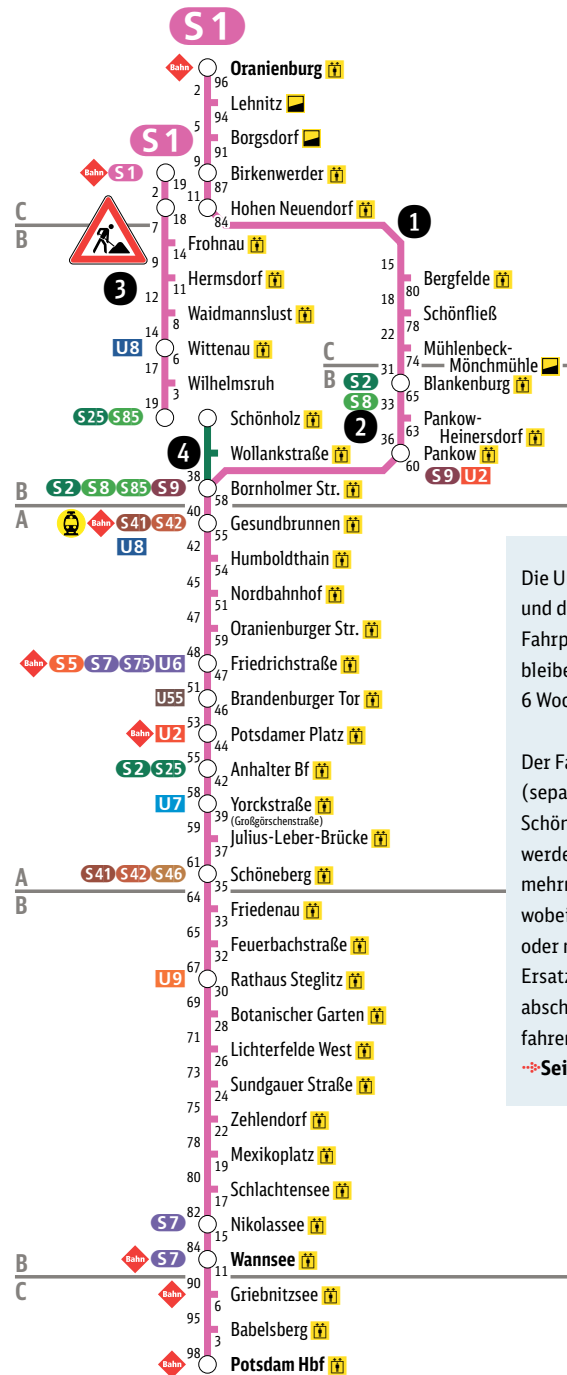 S1
Bahn
Oranienburg
2 96
Lehnitz
94
5
Borgsdorf
91
S1
9
Bahn S1
Birkenwerder
19
2
87
11
Hohen Neuendorf
84
1
18
C
7
B
Frohnau
14
9
15
3
Hermsdorf
11
Bergfelde
80
12
18
Waidmannslust
8
Schönfließ
78
14
22
U8
Wittenau
6
Mühlenbeck-
Mönchmühle
74
C
31
B
17
S2
Blankenburg
Wilhelmsruh
3
S8
33
65
19
S25 S85
Schönholz
2
Pankow-
Heinersdorf
63
4
Wollankstraße
36
Pankow
60
38
S9 U2
B
S2 S8 S85 S9
Bornholmer Str.
58
A
40
Bahn S41 S42
Gesundbrunnen
55
U8
42
Humboldthain
54
45
Nordbahnhof
51
47
Oranienburger Str.
59
48
Bahn S5 S7 S75 U6
Friedrichstraße
47
51
U55
Brandenburger Tor
46
53
Bahn U2
Potsdamer Platz
44
55
S2 S25
Anhalter Bf
42
58
U7
Yorckstraße
39
(Großgörschenstraße)
59
Julius-Leber-Brücke
37
61
S41 S42 S46
Schöneberg
35
A
B
64
Friedenau
33
65
Feuerbachstraße
32
67
U9
Rathaus Steglitz
30
69
Botanischer Garten
28
71
Lichterfelde West
26
73
Sundgauer Straße
24
75
Zehlendorf
22
78
Mexikoplatz
19
80
Schlachtensee
17
82
S7
Nikolassee
15
84
Bahn S7
Wannsee
11
B
C
90
Bahn
Griebnitzsee
6
95
Babelsberg
3
98
Bahn
Potsdam Hbf
Die U
und d
Fahrp
bleibe
6 Woc
Der Fa
(sepa
Schön
werde
mehrn
wobei
oder n
Ersatz
absch
fahren
Sei